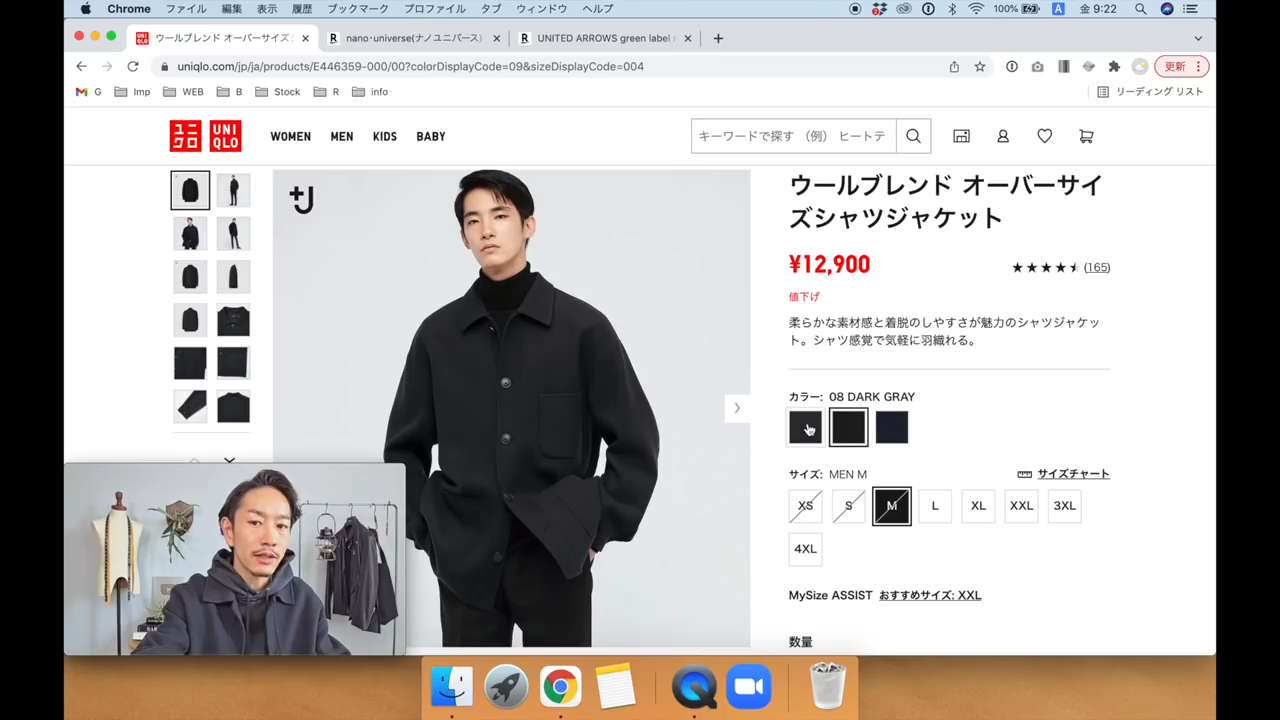 Chrome ファイル 編集 表示 履歴 ブックマーク プロファイル タブ ウィンドウ ヘルプ 100% A 金 9:22
ウールブレンド オーバーサイズシ × nano・universe(ナノユニバース) × UNITED ARROWS green label r × +
uniqlo.com/jp/ja/products/E446359-000/00?colorDisplayCode=09&sizeDisplayCode=004 更新
G Imp WEB B Stock R info リーディング リスト
ユニクロ UNIQLO WOMEN MEN KIDS BABY キーワードで探す （例） ヒートテ
+J
ウールブレンド オーバーサイ
ズシャツジャケット
¥12,900 (165)
値下げ
柔らかな素材感と着脱のしやすさが魅力のシャツジャケッ
ト。シャツ感覚で気軽に羽織れる。
カラー: 08 DARK GRAY
サイズ: MEN M サイズチャート
XS S M L XL XXL 3XL
4XL
MySize ASSIST おすすめサイズ: XXL
数量